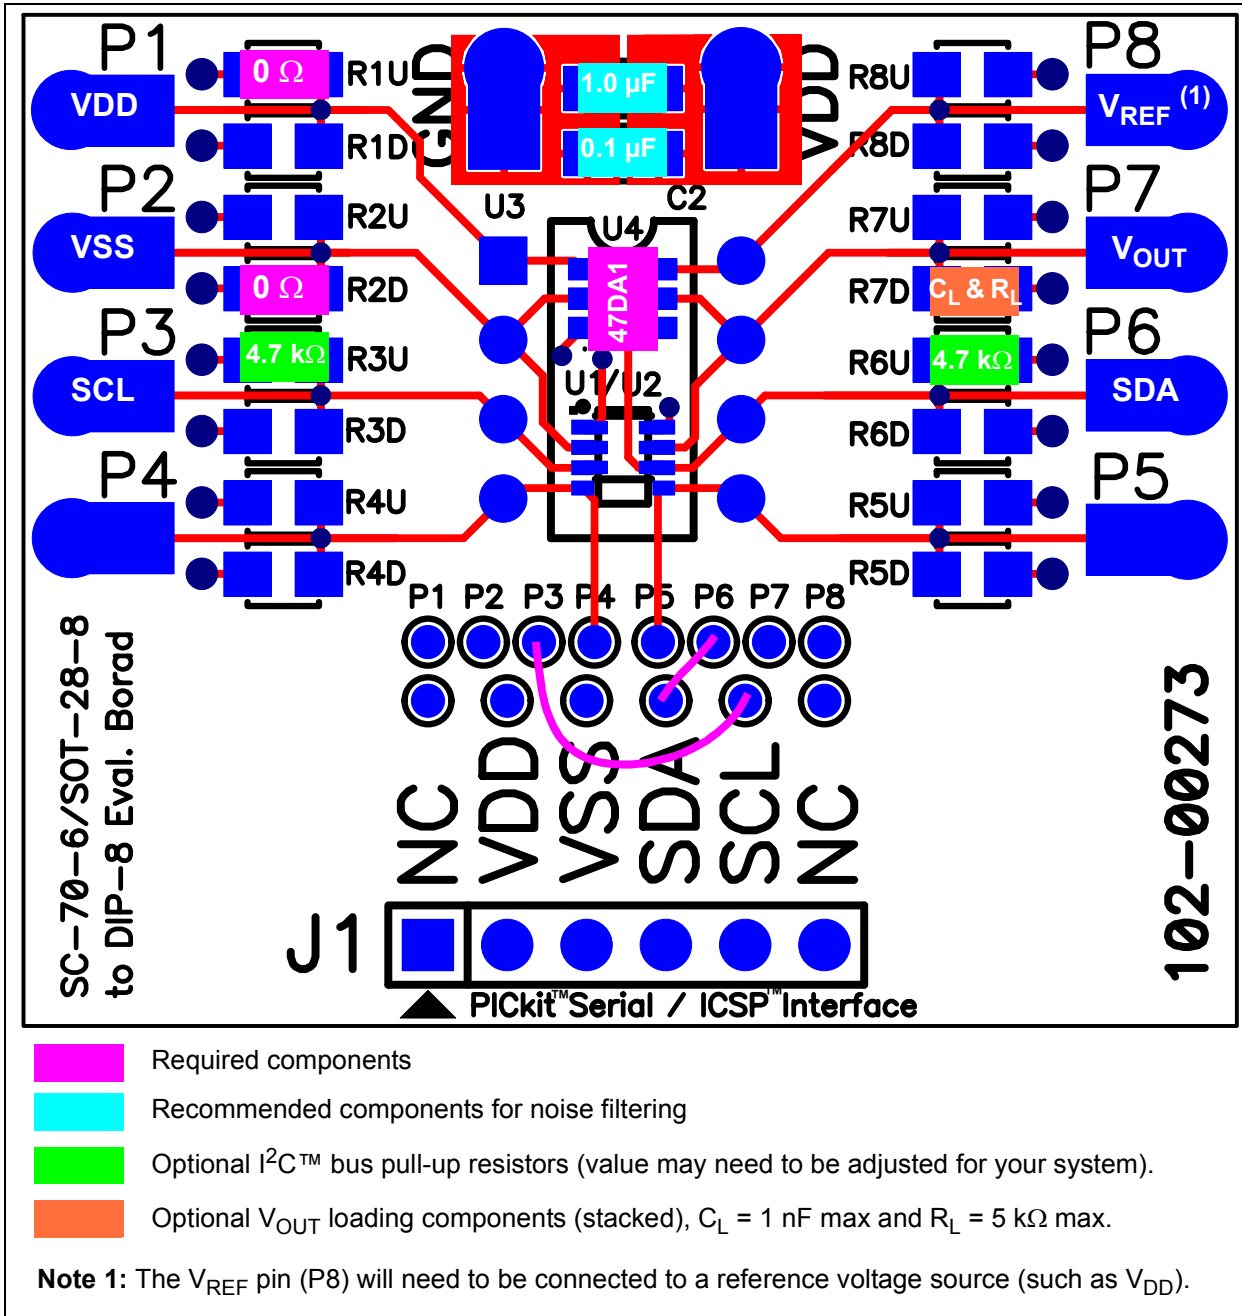 P1
VDD
0 Ω
R1U
R1D
GND
1.0 µF
0.1 µF
VDD
R8U
R8D
P8
VREF (1)
P2
VSS
R2U
0 Ω
R2D
U3
C2
U4
47DA1
R7U
R7D
CL & RL
P7
VOUT
P3
SCL
4.7 kΩ
R3U
R3D
U1/U2
R6U
4.7 kΩ
R6D
P6
SDA
P4
R4U
R4D
R5U
R5D
P5
P1 P2 P3 P4 P5 P6 P7 P8
NC VDD VSS SDA SCL NC
J1
PICkit™ Serial / ICSP™ Interface
SC-70-6/SOT-28-8
to DIP-8 Eval. Borad
102-00273
Required components
Recommended components for noise filtering
Optional I²C™ bus pull-up resistors (value may need to be adjusted for your system).
Optional VOUT loading components (stacked), CL = 1 nF max and RL = 5 kΩ max.
Note 1: The VREF pin (P8) will need to be connected to a reference voltage source (such as VDD).